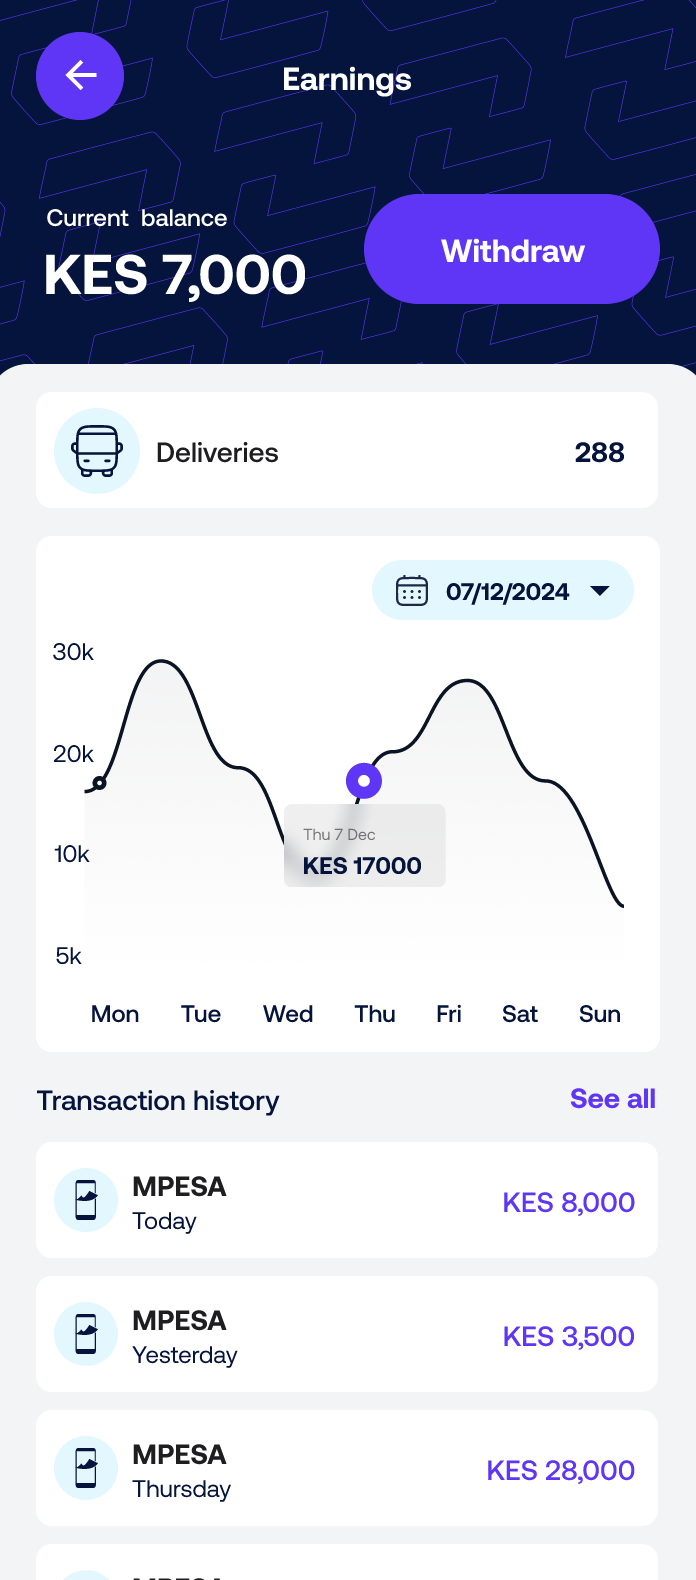 Earnings
Current balance
KES 7,000
Withdraw
Deliveries
288
07/12/2024
30k
20k
10k
5k
Thu 7 Dec
KES 17000
Mon Tue Wed Thu Fri Sat Sun
Transaction history
See all
MPESA
Today
KES 8,000
MPESA
Yesterday
KES 3,500
MPESA
Thursday
KES 28,000